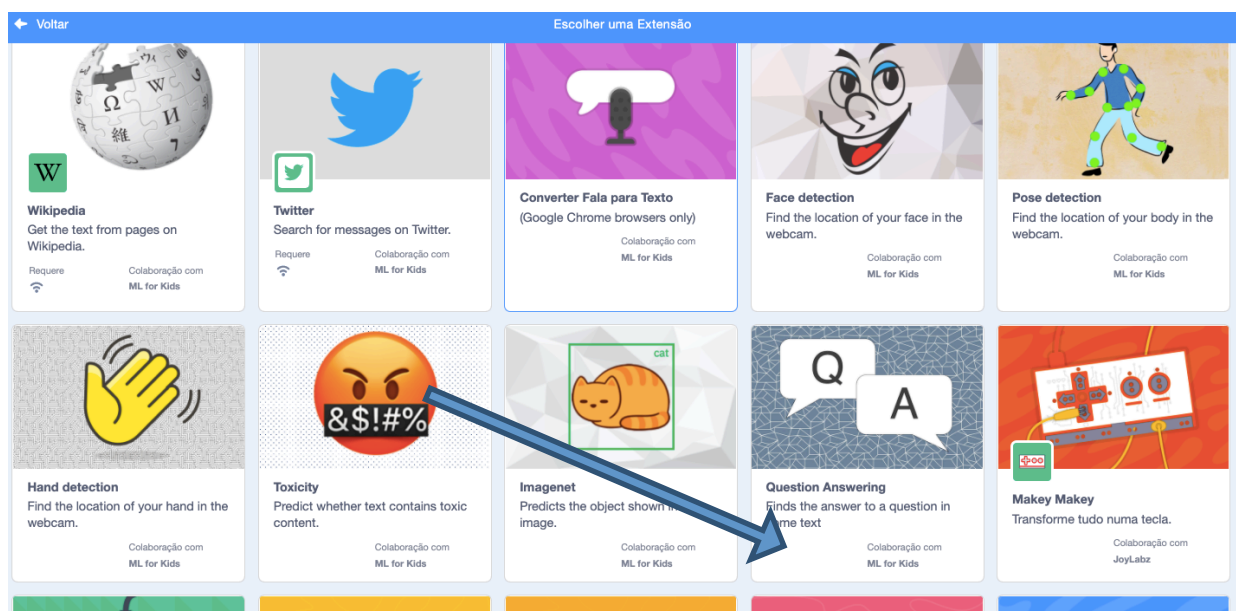 Voltar
Escolher uma Extensão
Ω
W
И
維
7
W
Wikipedia
Get the text from pages on
Wikipedia.
Requere
Colaboração com
ML for Kids
Twitter
Search for messages on Twitter.
Requere
Colaboração com
ML for Kids
Converter Fala para Texto
(Google Chrome browsers only)
Colaboração com
ML for Kids
Face detection
Find the location of your face in the
webcam.
Colaboração com
ML for Kids
Pose detection
Find the location of your body in the
webcam.
Colaboração com
ML for Kids
Hand detection
Find the location of your hand in the
webcam.
Colaboração com
ML for Kids
&$!#%
Toxicity
Predict whether text contains toxic
content.
Colaboração com
ML for Kids
cat
Imagenet
Predicts the object shown
image.
Colaboração com
ML for Kids
Q
A
Question Answering
Finds the answer to a question in
text
Colaboração com
ML for Kids
Makey Makey
Transforme tudo numa tecla.
Colaboração com
JoyLabz